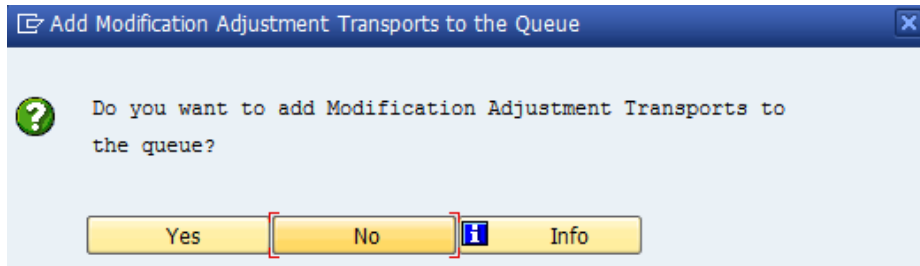 Add Modification Adjustment Transports to the Queue
Do you want to add Modification Adjustment Transports to
the queue?
Yes No Info